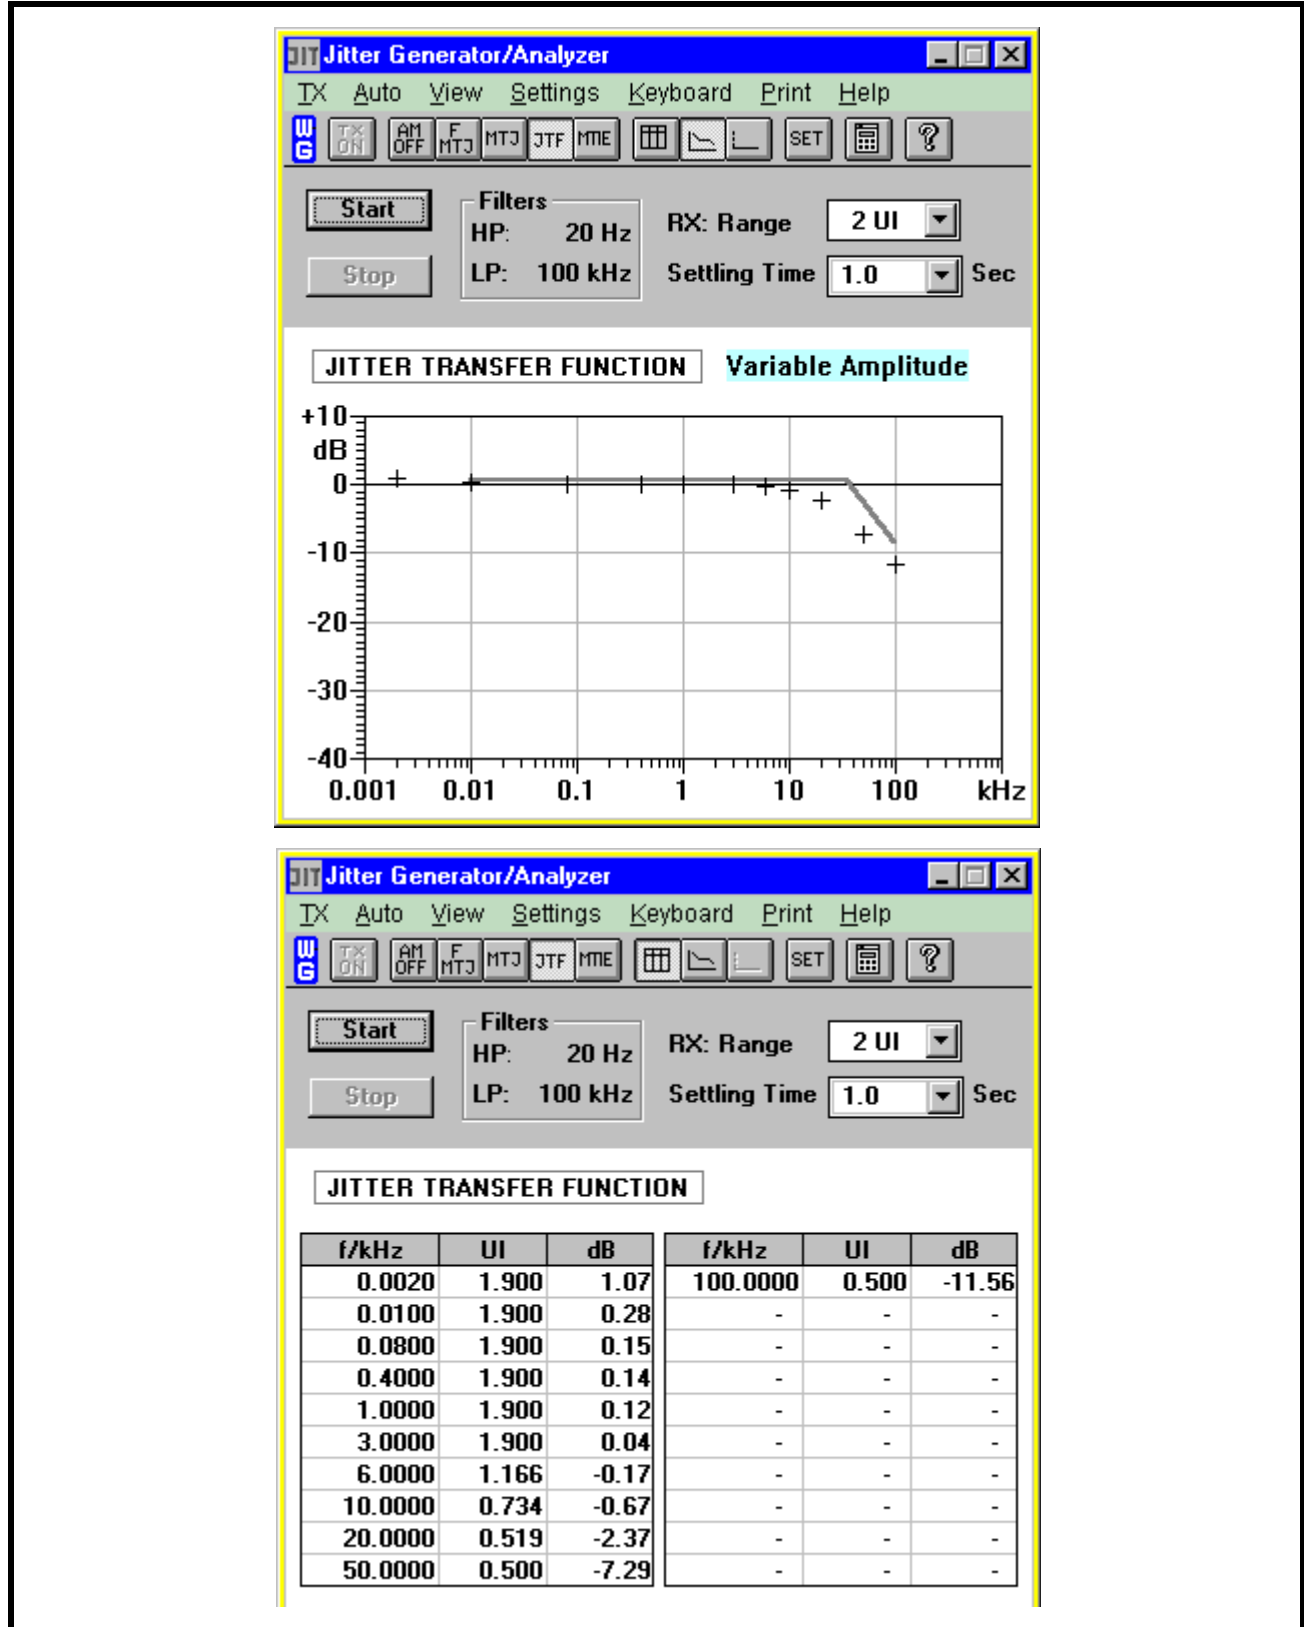 JIT Jitter Generator/Analyzer
TX Auto View Settings Keyboard Print Help
WG TX ON AM OFF F MTJ MTJ JTF MTIE SET ?
Start
Stop
Filters
HP: 20 Hz
LP: 100 kHz
RX: Range 2 UI
Settling Time 1.0 Sec
JITTER TRANSFER FUNCTION Variable Amplitude
+10
dB
0
-10
-20
-30
-40
0.001 0.01 0.1 1 10 100 kHz
JIT Jitter Generator/Analyzer
TX Auto View Settings Keyboard Print Help
WG TX ON AM OFF F MTJ MTJ JTF MTIE SET ?
Start
Stop
Filters
HP: 20 Hz
LP: 100 kHz
RX: Range 2 UI
Settling Time 1.0 Sec
JITTER TRANSFER FUNCTION
f/kHz UI dB f/kHz UI dB
0.0020 1.900 1.07 100.0000 0.500 -11.56
0.0100 1.900 0.28 - - -
0.0800 1.900 0.15 - - -
0.4000 1.900 0.14 - - -
1.0000 1.900 0.12 - - -
3.0000 1.900 0.04 - - -
6.0000 1.166 -0.17 - - -
10.0000 0.734 -0.67 - - -
20.0000 0.519 -2.37 - - -
50.0000 0.500 -7.29 - - -